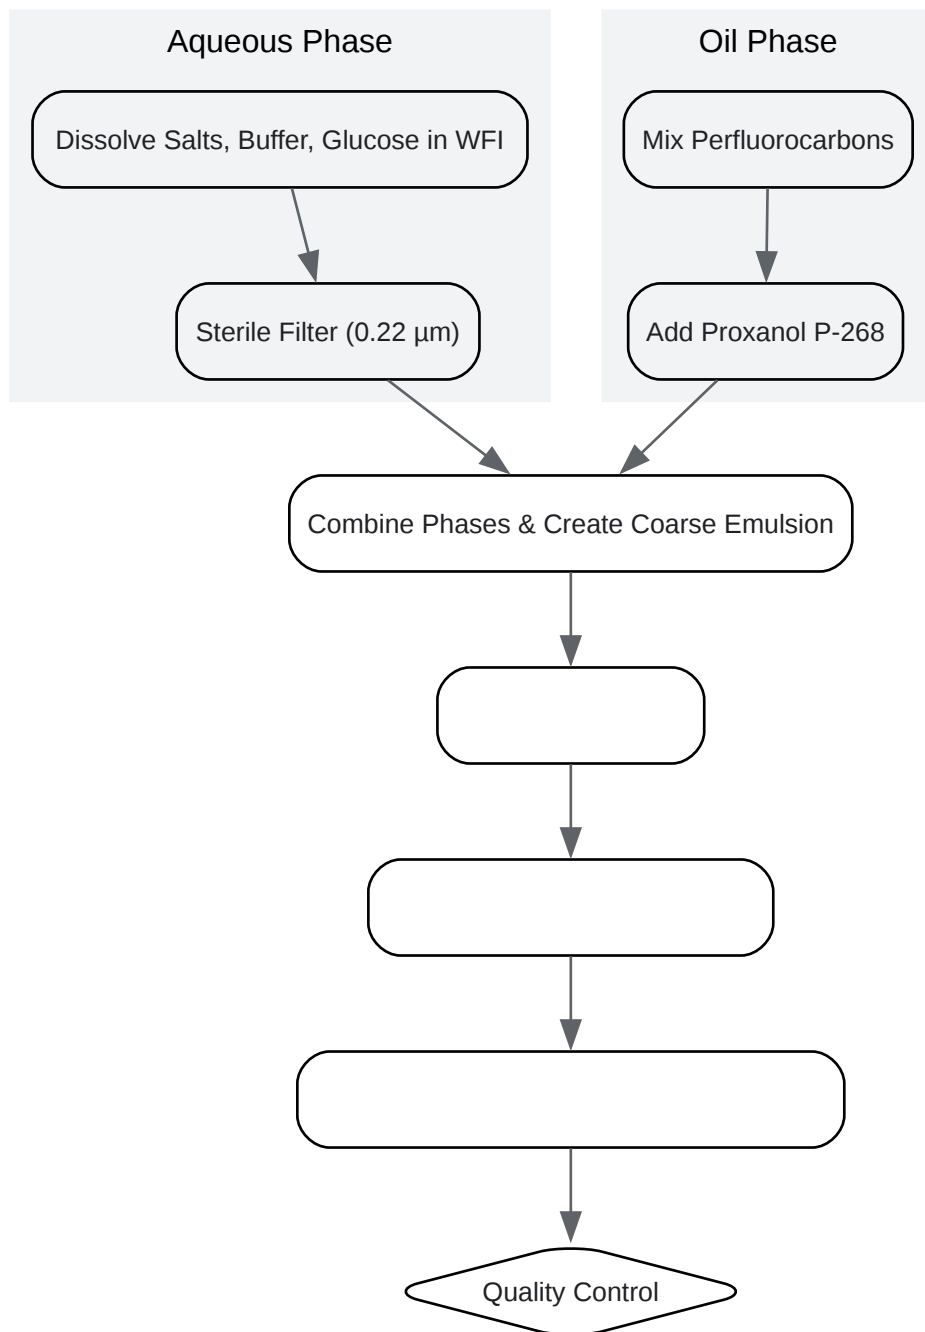 Aqueous Phase
Dissolve Salts, Buffer, Glucose in WFI
Sterile Filter (0.22 µm)
Oil Phase
Mix Perfluorocarbons
Add Proxanol P-268
Combine Phases & Create Coarse Emulsion
Quality Control